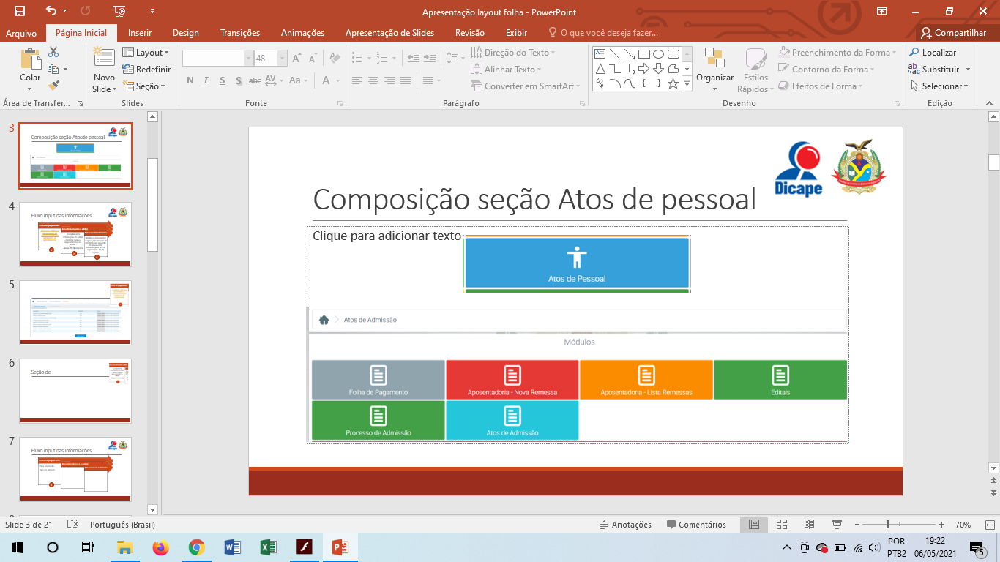 Apresentação layout folha - PowerPoint
Arquivo Página Inicial Inserir Design Transições Animações Apresentação de Slides Revisão Exibir O que você deseja fazer... Compartilhar
Colar
Área de Transfer...
Novo Slide
Layout
Redefinir
Seção
Slides
48
N I S S abc AV Aa A
Fonte
Direção do Texto
Alinhar Texto
Converter em SmartArt
Parágrafo
Organizar
Estilos Rápidos
Preenchimento da Forma
Contorno da Forma
Efeitos de Forma
Desenho
Localizar
Substituir
Selecionar
Edição
3
Composição seção Atosde pessoal
4
Fluxo input das informações
5
6
Seção de
7
Fluxo input das informações
Dicape
Composição seção Atos de pessoal
Clique para adicionar texto
Atos de Pessoal
Atos de Admissão
Módulos
Folha de Pagamento
Aposentadoria - Nova Remessa
Aposentadoria - Lista Remessas
Editais
Processo de Admissão
Atos de Admissão
Slide 3 de 21 Português (Brasil) Anotações Comentários 70%
POR 19:22
PTB2 06/05/2021 5